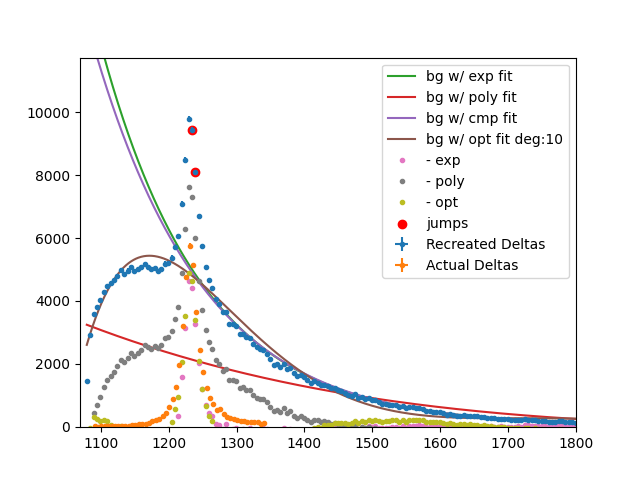 bg w/ exp fit
bg w/ poly fit
bg w/ cmp fit
bg w/ opt fit deg:10
- exp
- poly
- opt
jumps
Recreated Deltas
Actual Deltas
10000
8000
6000
4000
2000
0
1100 1200 1300 1400 1500 1600 1700 1800